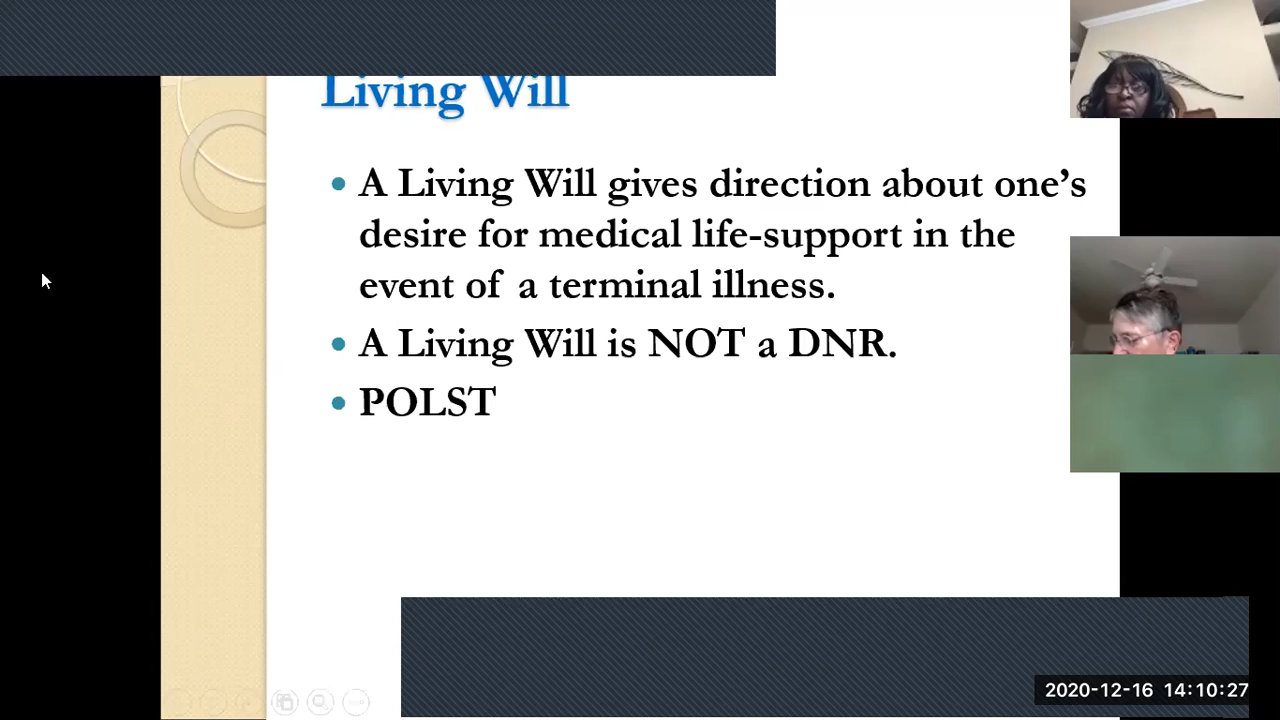 Living Will
• A Living Will gives direction about one’s
desire for medical life-support in the
event of a terminal illness.
• A Living Will is NOT a DNR.
• POLST
2020-12-16 14:10:27